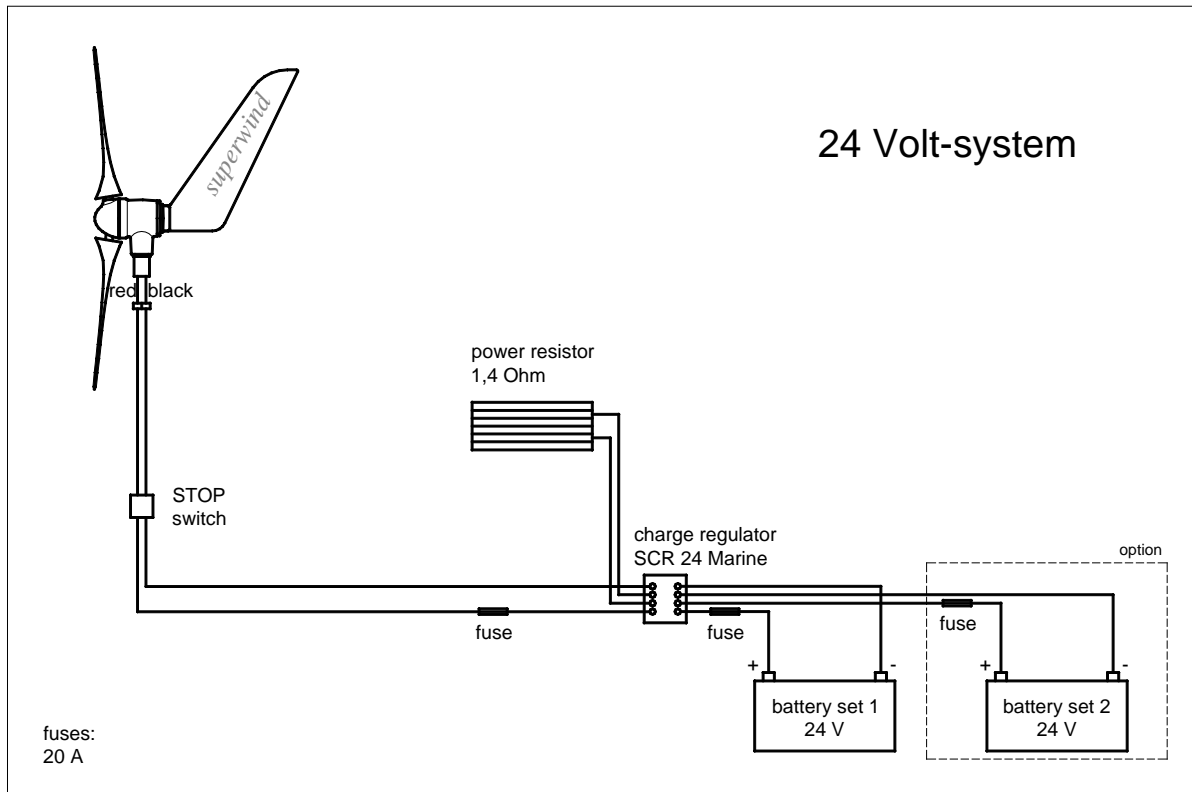 superwind
24 Volt-system
red black
power resistor
1,4 Ohm
STOP
switch
charge regulator
SCR 24 Marine
option
fuse
fuse
fuse
+ -
+ -
battery set 1
24 V
battery set 2
24 V
fuses:
20 A